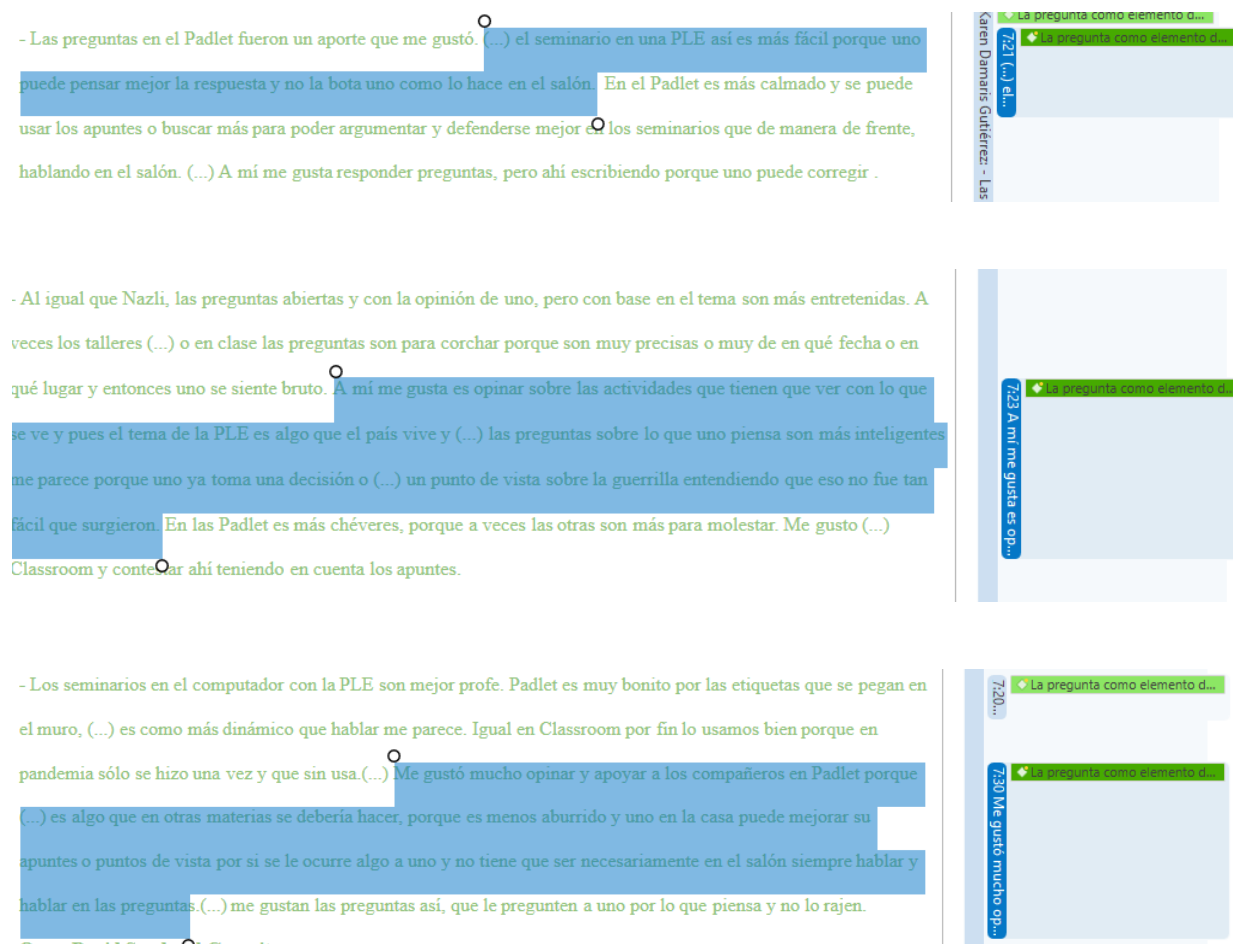 La pregunta como elemento d...
- Las preguntas en el Padlet fueron un aporte que me gustó. (...) el seminario en una PLE así es más fácil porque uno
puede pensar mejor la respuesta y no la bota uno como lo hace en el salón. En el Padlet es más calmado y se puede
usar los apuntes o buscar más para poder argumentar y defenderse mejor en los seminarios que de manera de frente,
hablando en el salón. (...) A mí me gusta responder preguntas, pero ahí escribiendo porque uno puede corregir .
Karen Damaris Gutiérrez: - Las
7:21 (...) el...
La pregunta como elemento d...
- Al igual que Nazli, las preguntas abiertas y con la opinión de uno, pero con base en el tema son más entretenidas. A
veces los talleres (...) o en clase las preguntas son para corchar porque son muy precisas o muy de en qué fecha o en
qué lugar y entonces uno se siente bruto. A mí me gusta es opinar sobre las actividades que tienen que ver con lo que
se ve y pues el tema de la PLE es algo que el país vive y (...) las preguntas sobre lo que uno piensa son más inteligentes
me parece porque uno ya toma una decisión o (...) un punto de vista sobre la guerrilla entendiendo que eso no fue tan
fácil que surgieron. En las Padlet es más chéveres, porque a veces las otras son más para molestar. Me gusto (...)
Classroom y contestar ahí teniendo en cuenta los apuntes.
7:23 A mí me gusta es op...
La pregunta como elemento d...
- Los seminarios en el computador con la PLE son mejor profe. Padlet es muy bonito por las etiquetas que se pegan en
el muro, (...) es como más dinámico que hablar me parece. Igual en Classroom por fín lo usamos bien porque en
pandemia sólo se hizo una vez y que sin usa.(...) Me gustó mucho opinar y apoyar a los compañeros en Padlet porque
(...) es algo que en otras materias se debería hacer, porque es menos aburrido y uno en la casa puede mejorar su
apuntes o puntos de vista por si se le ocurre algo a uno y no tiene que ser necesariamente en el salón siempre hablar y
hablar en las preguntas.(...) me gustan las preguntas así, que le pregunten a uno por lo que piensa y no lo rajen.
7:20...
La pregunta como elemento d...
7:30 Me gustó mucho op...
La pregunta como elemento d...